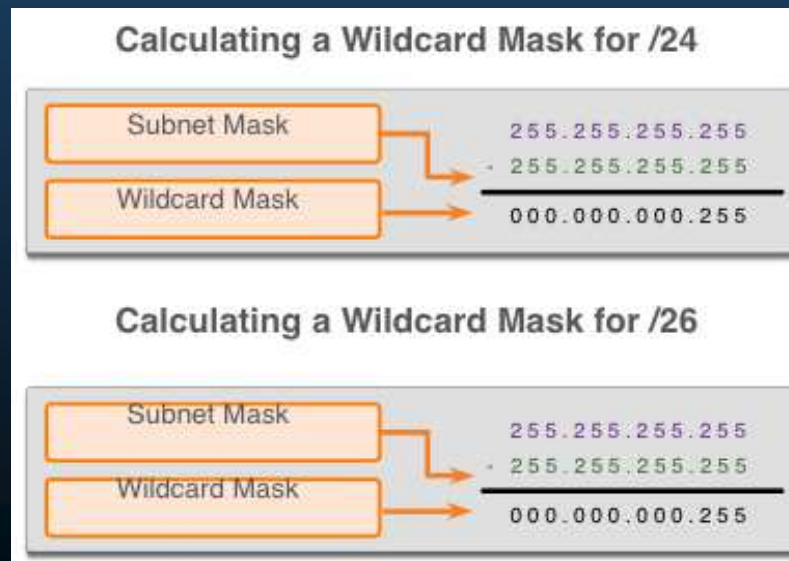 Calculating a Wildcard Mask for /24
Subnet Mask
255.255.255.255
- 255.255.255.255
Wildcard Mask
000.000.000.255
Calculating a Wildcard Mask for /26
Subnet Mask
255.255.255.255
- 255.255.255.255
Wildcard Mask
000.000.000.255